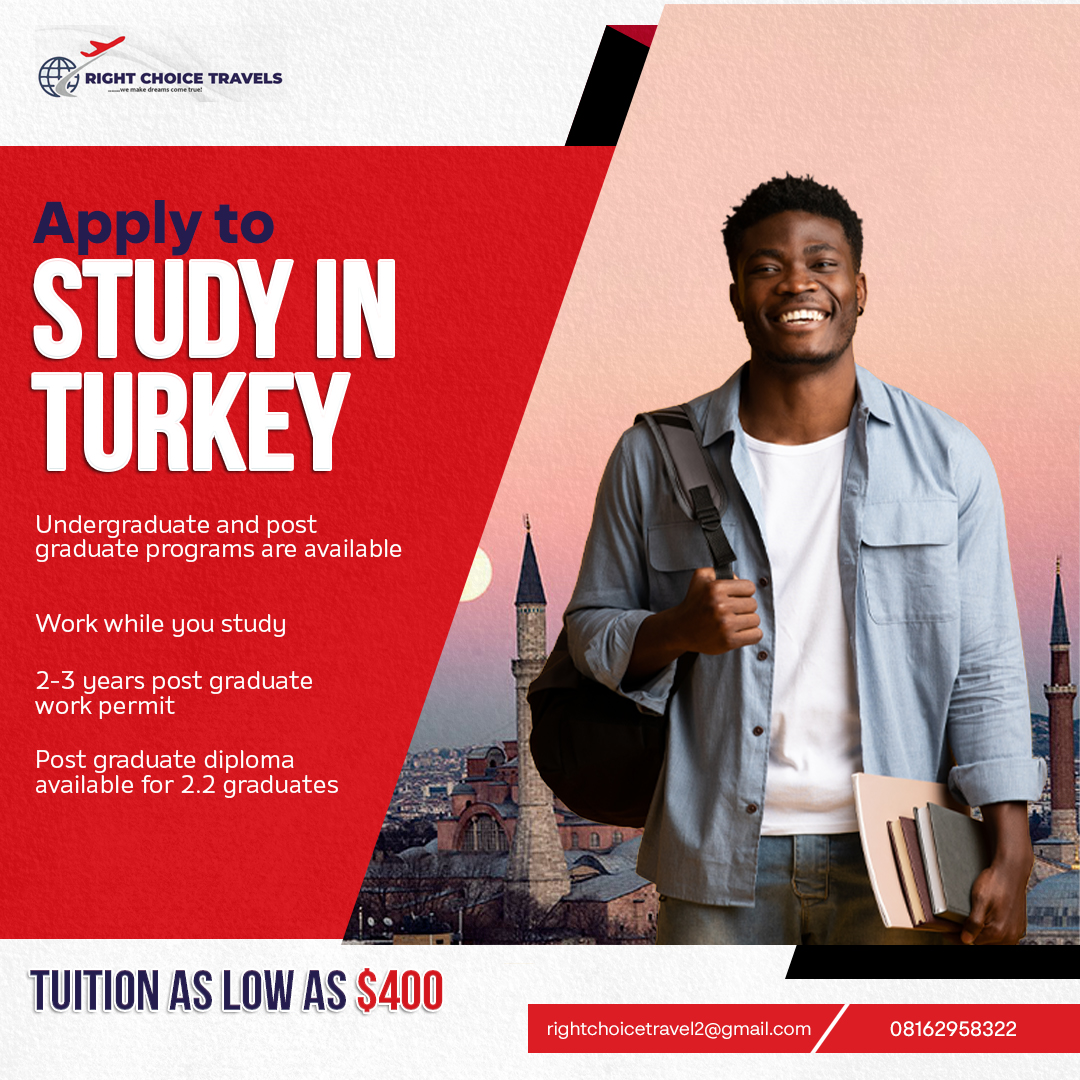 RIGHT CHOICE TRAVELS
......we make dreams come true!
Apply to
STUDY IN
TURKEY
Undergraduate and post
graduate programs are available
Work while you study
2-3 years post graduate
work permit
Post graduate diploma
available for 2.2 graduates
TUITION AS LOW AS $400
rightchoicetravel2@gmail.com
08162958322